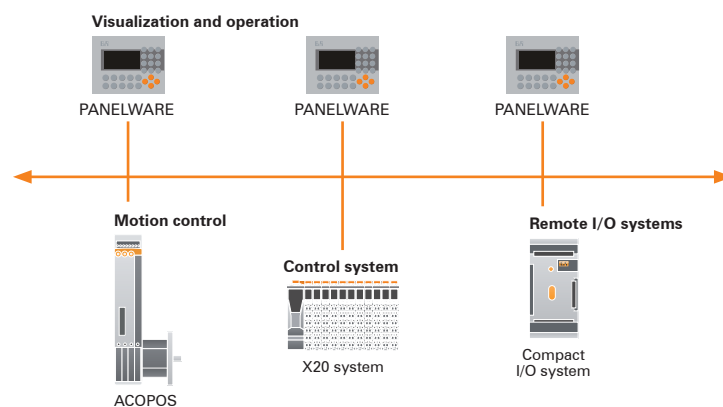 Visualization and operation
PANELWARE
PANELWARE
PANELWARE
Motion control
ACOPOS
Control system
X20 system
Remote I/O systems
Compact
I/O system